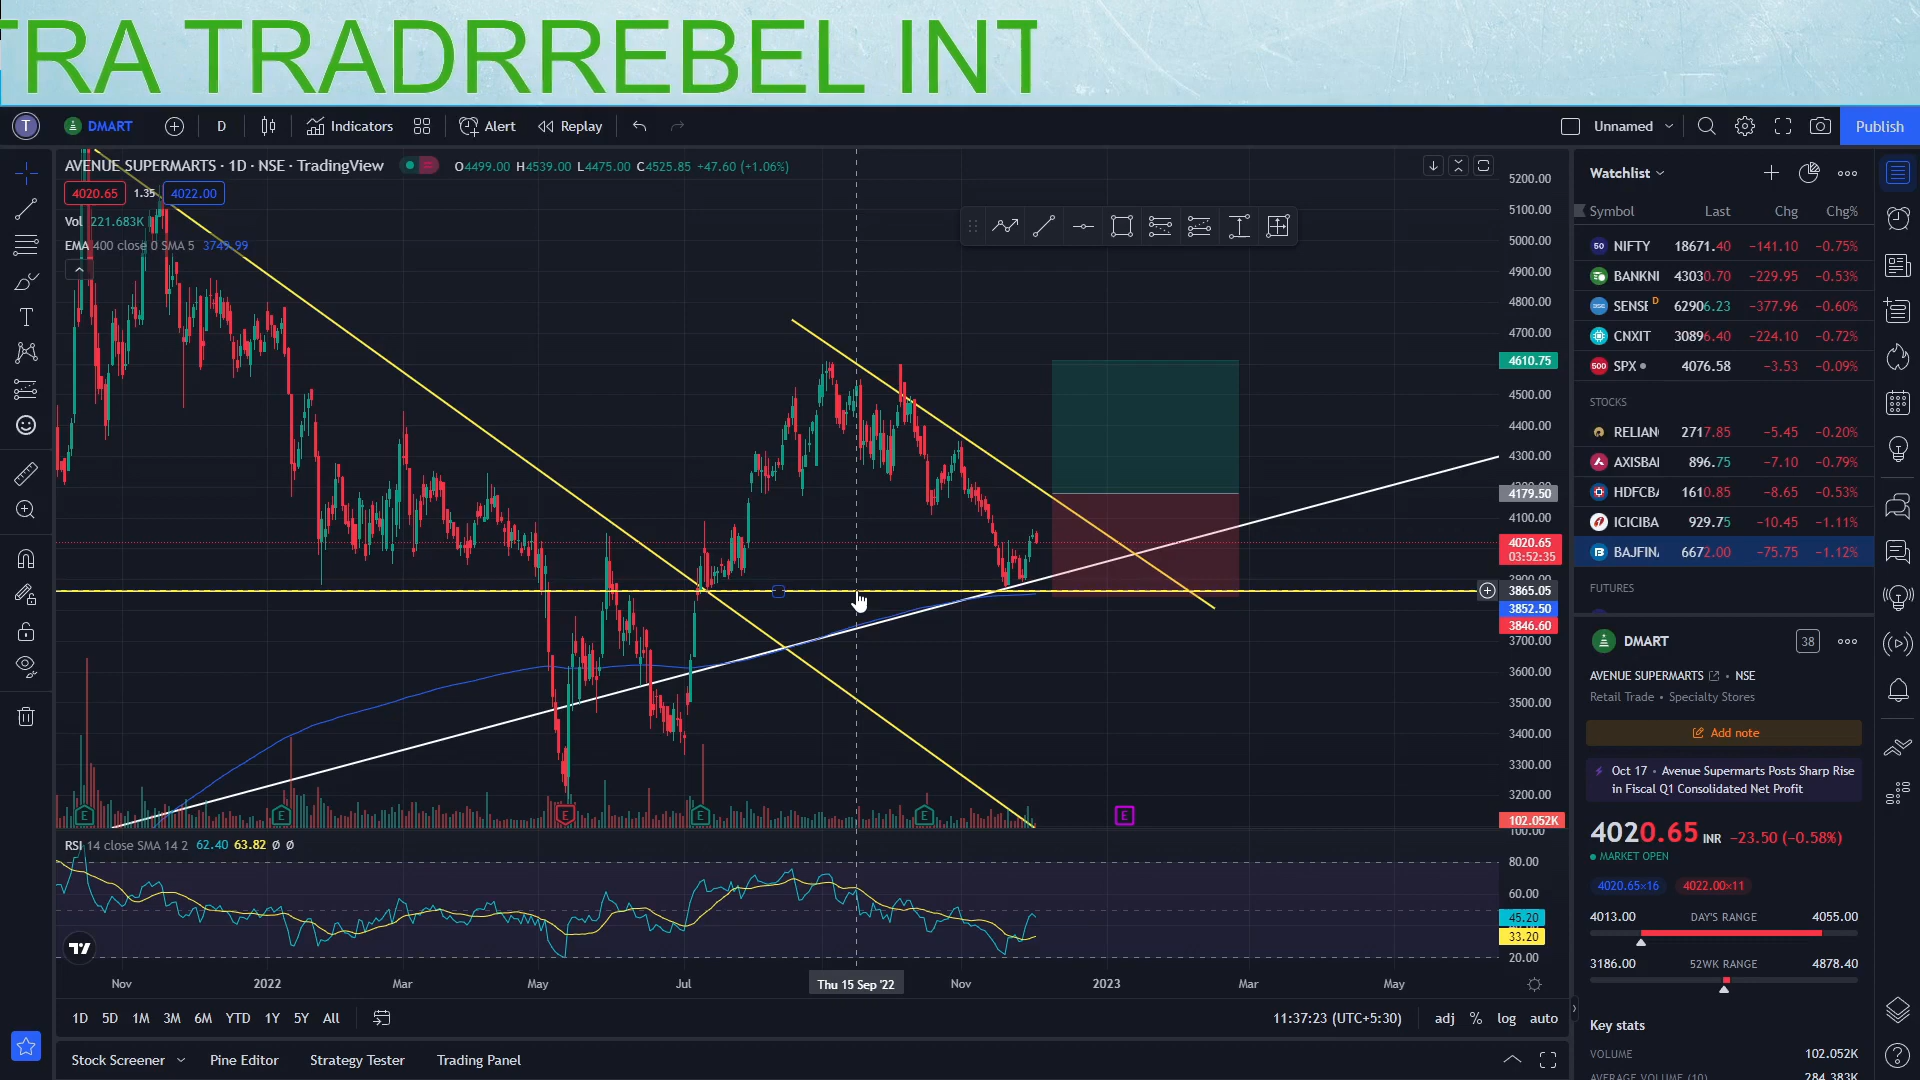 TRA TRADRREBEL INT
T DMART D Indicators Alert Replay Unnamed Publish
AVENUE SUPERMARTS · 1D · NSE · TradingView O4499.00 H4539.00 L4475.00 C4525.85 +47.60 (+1.06%)
4020.65 1.35 4022.00
Vol 221.683K
EMA 400 close 0 SMA 5 3749.99
5200.00
5100.00
5000.00
4900.00
4800.00
4700.00
4610.75
4500.00
4400.00
4300.00
4179.50
4100.00
4020.65
03:52:35
3865.05
3852.50
3846.60
3700.00
3600.00
3500.00
3400.00
3300.00
3200.00
102.052K
100.00
E E E E E E
RSI 14 close SMA 14 2 62.40 63.82 Ø Ø
80.00
60.00
45.20
33.20
20.00
Nov 2022 Mar May Jul Thu 15 Sep '22 Nov 2023 Mar May
1D 5D 1M 3M 6M YTD 1Y 5Y All 11:37:23 (UTC+5:30) adj % log auto
Stock Screener Pine Editor Strategy Tester Trading Panel
Watchlist
Symbol Last Chg Chg%
50 NIFTY 18671.40 −141.10 −0.75%
BANKNI 43030.70 −229.95 −0.53%
SENSE D 62906.23 −377.96 −0.60%
CNXIT 30896.40 −224.10 −0.72%
500 SPX 4076.58 −3.53 −0.09%
STOCKS
RELIAN 2717.85 −5.45 −0.20%
AXISBAI 896.75 −7.10 −0.79%
HDFCBA 1610.85 −8.65 −0.53%
ICICIBA 929.75 −10.45 −1.11%
BAJFIN 6672.00 −75.75 −1.12%
FUTURES
DMART 38
AVENUE SUPERMARTS • NSE
Retail Trade • Specialty Stores
Add note
Oct 17 • Avenue Supermarts Posts Sharp Rise
in Fiscal Q1 Consolidated Net Profit
4020.65 INR −23.50 (−0.58%)
MARKET OPEN
4020.65×16 4022.00×11
4013.00 DAY'S RANGE 4055.00
3186.00 52WK RANGE 4878.40
Key stats
VOLUME 102.052K
AVERAGE VOLUME (10) 284.383K